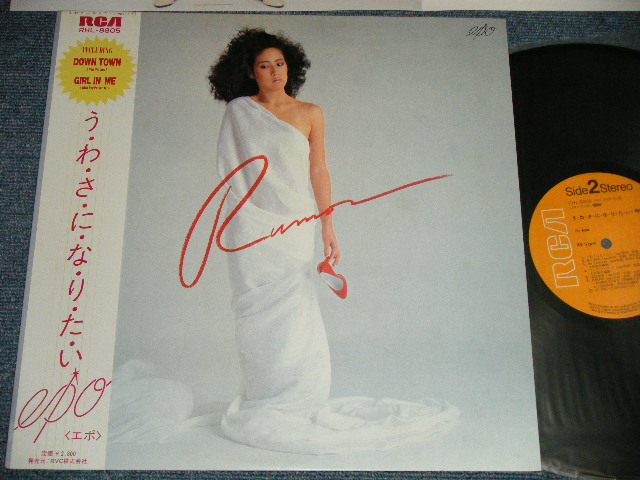 RCA
RHL-8805
INCLUDING
DOWN TOWN
GIRL IN ME
う・わ・さ・に・な・り・た・い
epo
〈エポ〉
定価¥2,800
発売元:RVC株式会社
epo
Rumor
Side 2 Stereo
RCA